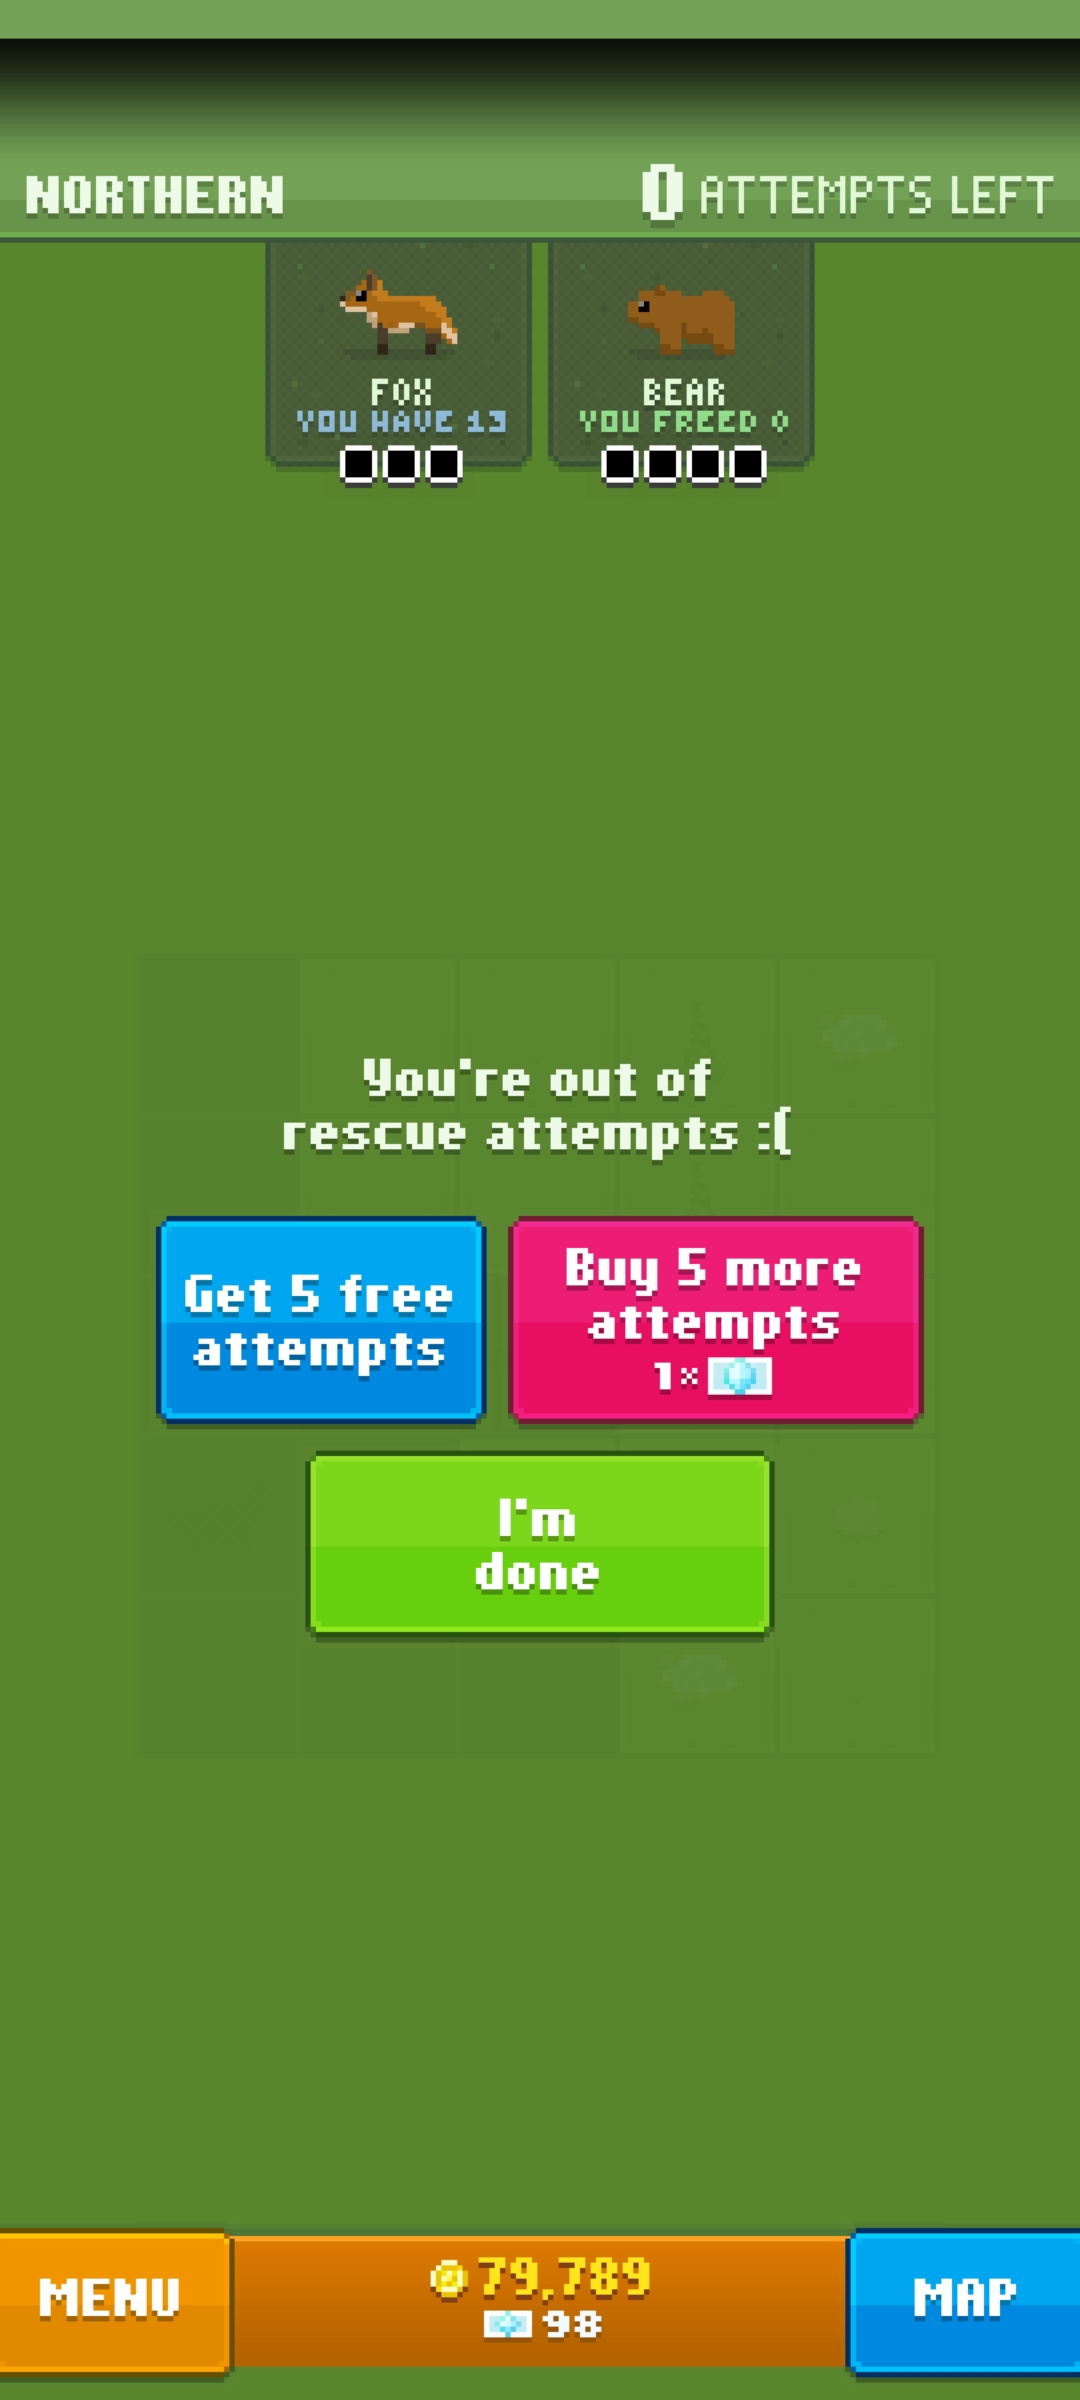 NORTHERN
0 ATTEMPTS LEFT
FOX
YOU HAVE 13
BEAR
YOU FREED 0
You're out of
rescue attempts :(
Get 5 free
attempts
Buy 5 more
attempts
1×
I'm
done
MENU
79,789
98
MAP